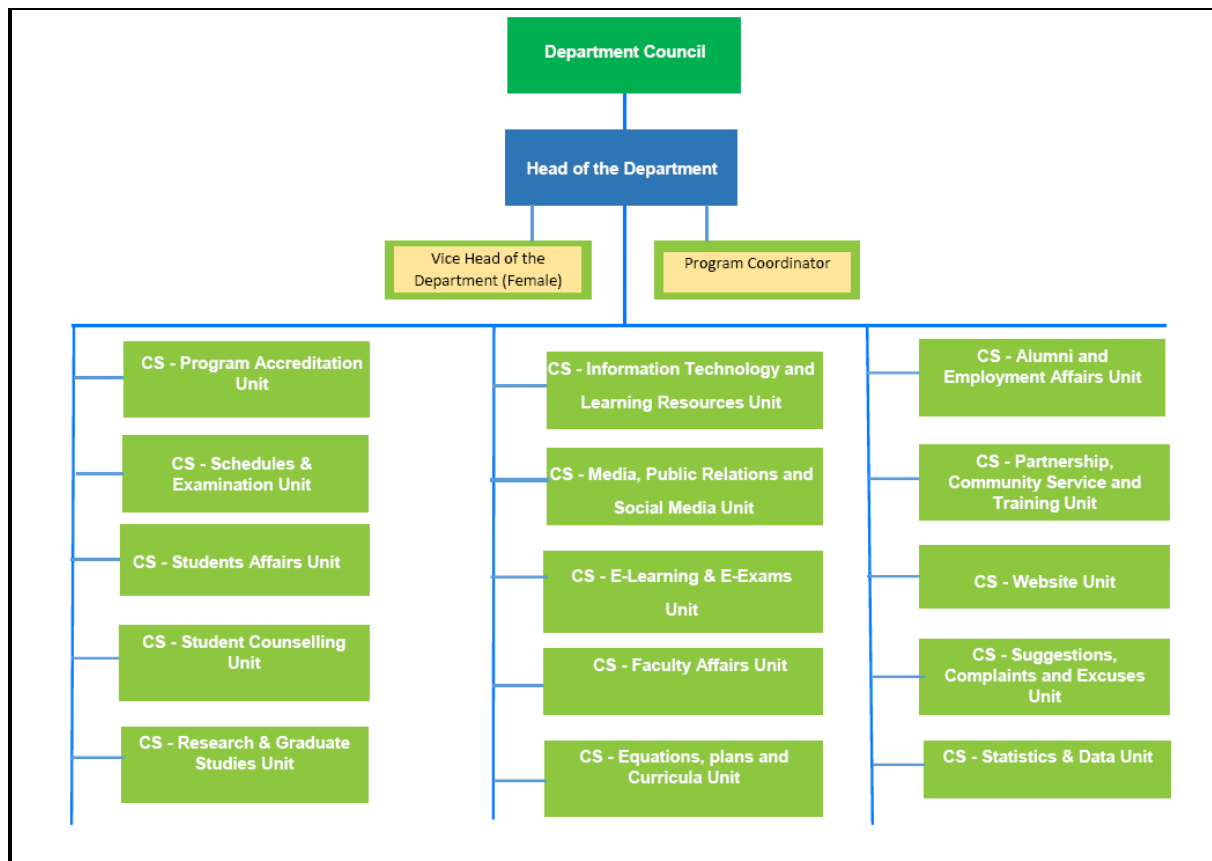 Department Council
Head of the Department
Vice Head of the
Department (Female)
Program Coordinator
CS - Program Accreditation
Unit
CS - Schedules &
Examination Unit
CS - Students Affairs Unit
CS - Student Counselling
Unit
CS - Research & Graduate
Studies Unit
CS - Information Technology and
Learning Resources Unit
CS - Media, Public Relations and
Social Media Unit
CS - E-Learning & E-Exams
Unit
CS - Faculty Affairs Unit
CS - Equations, plans and
Curricula Unit
CS - Alumni and
Employment Affairs Unit
CS - Partnership,
Community Service and
Training Unit
CS - Website Unit
CS - Suggestions,
Complaints and Excuses
Unit
CS - Statistics & Data Unit